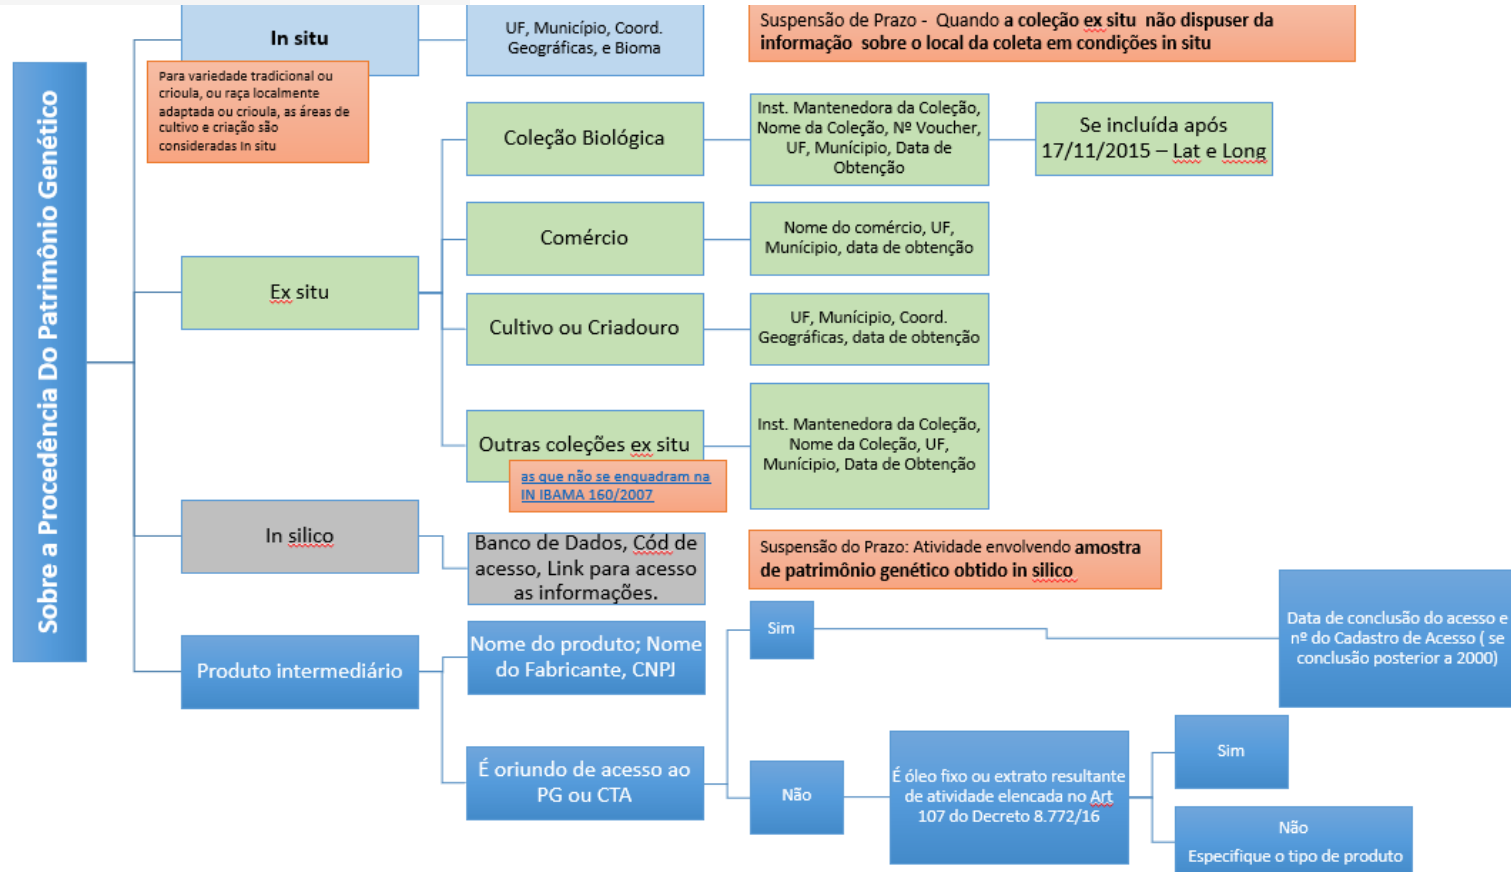 Sobre a Procedência Do Patrimônio Genético
In situ
Para variedade tradicional ou
crioula, ou raça localmente
adaptada ou crioula, as áreas de
cultivo e criação são
consideradas In situ
UF, Município, Coord.
Geográficas, e Bioma
Suspensão de Prazo -  Quando a coleção ex situ  não dispuser da
informação  sobre o local da coleta em condições in situ
Ex situ
Coleção Biológica
Inst. Mantenedora da Coleção,
Nome da Coleção, Nº Voucher,
UF, Munícipio, Data de
Obtenção
Se incluída após
17/11/2015 – Lat e Long
Comércio
Nome do comércio, UF,
Munícipio, data de obtenção
Cultivo ou Criadouro
UF, Munícipio, Coord.
Geográficas, data de obtenção
Outras coleções ex situ
as que não se enquadram na
IN IBAMA 160/2007
Inst. Mantenedora da Coleção,
Nome da Coleção, UF,
Munícipio, Data de Obtenção
In silico
Banco de Dados, Cód de
acesso, Link para acesso
as informações.
Suspensão do Prazo: Atividade envolvendo amostra
de patrimônio genético obtido in silico
Produto intermediário
Nome do produto; Nome
do Fabricante, CNPJ
É oriundo de acesso ao
PG ou CTA
Sim
Data de conclusão do acesso e
nº do Cadastro de Acesso ( se
conclusão posterior a 2000)
Não
É óleo fixo ou extrato resultante
de atividade elencada no Art
107 do Decreto 8.772/16
Sim
Não
Especifique o tipo de produto